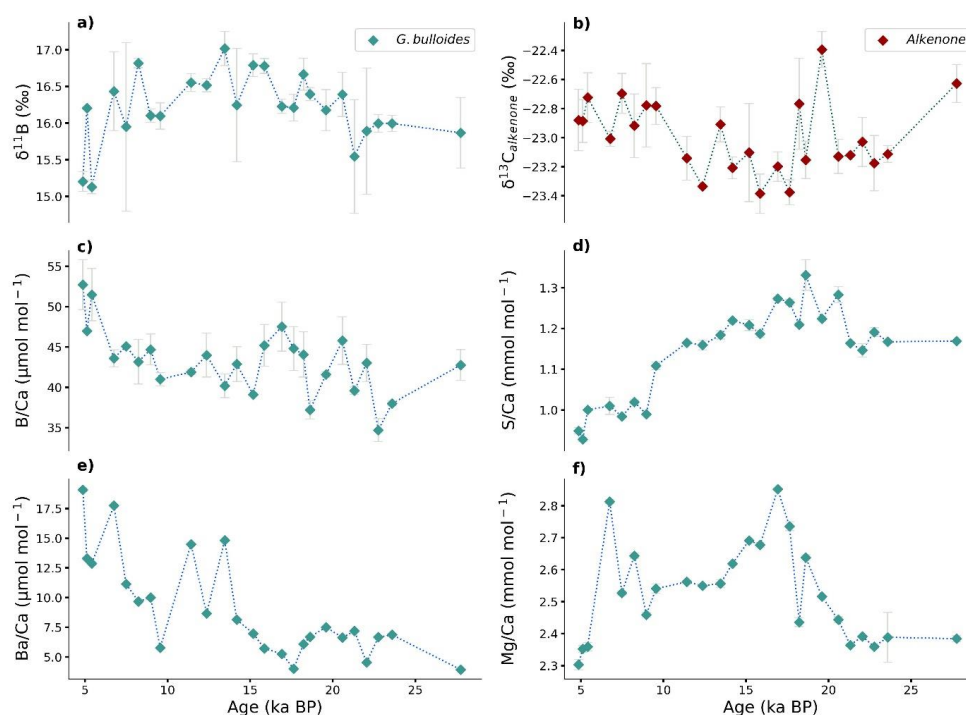 a)
G. bulloides
δ¹¹B (‰)
17.0
16.5
16.0
15.5
15.0
b)
Alkenone
δ¹³C_alkenone (‰)
−22.4
−22.6
−22.8
−23.0
−23.2
−23.4
c)
B/Ca (μmol mol⁻¹)
55
50
45
40
35
d)
S/Ca (mmol mol⁻¹)
1.3
1.2
1.1
1.0
e)
Ba/Ca (μmol mol⁻¹)
17.5
15.0
12.5
10.0
7.5
5.0
5 10 15 20 25
Age (ka BP)
f)
Mg/Ca (mmol mol⁻¹)
2.8
2.7
2.6
2.5
2.4
2.3
5 10 15 20 25
Age (ka BP)